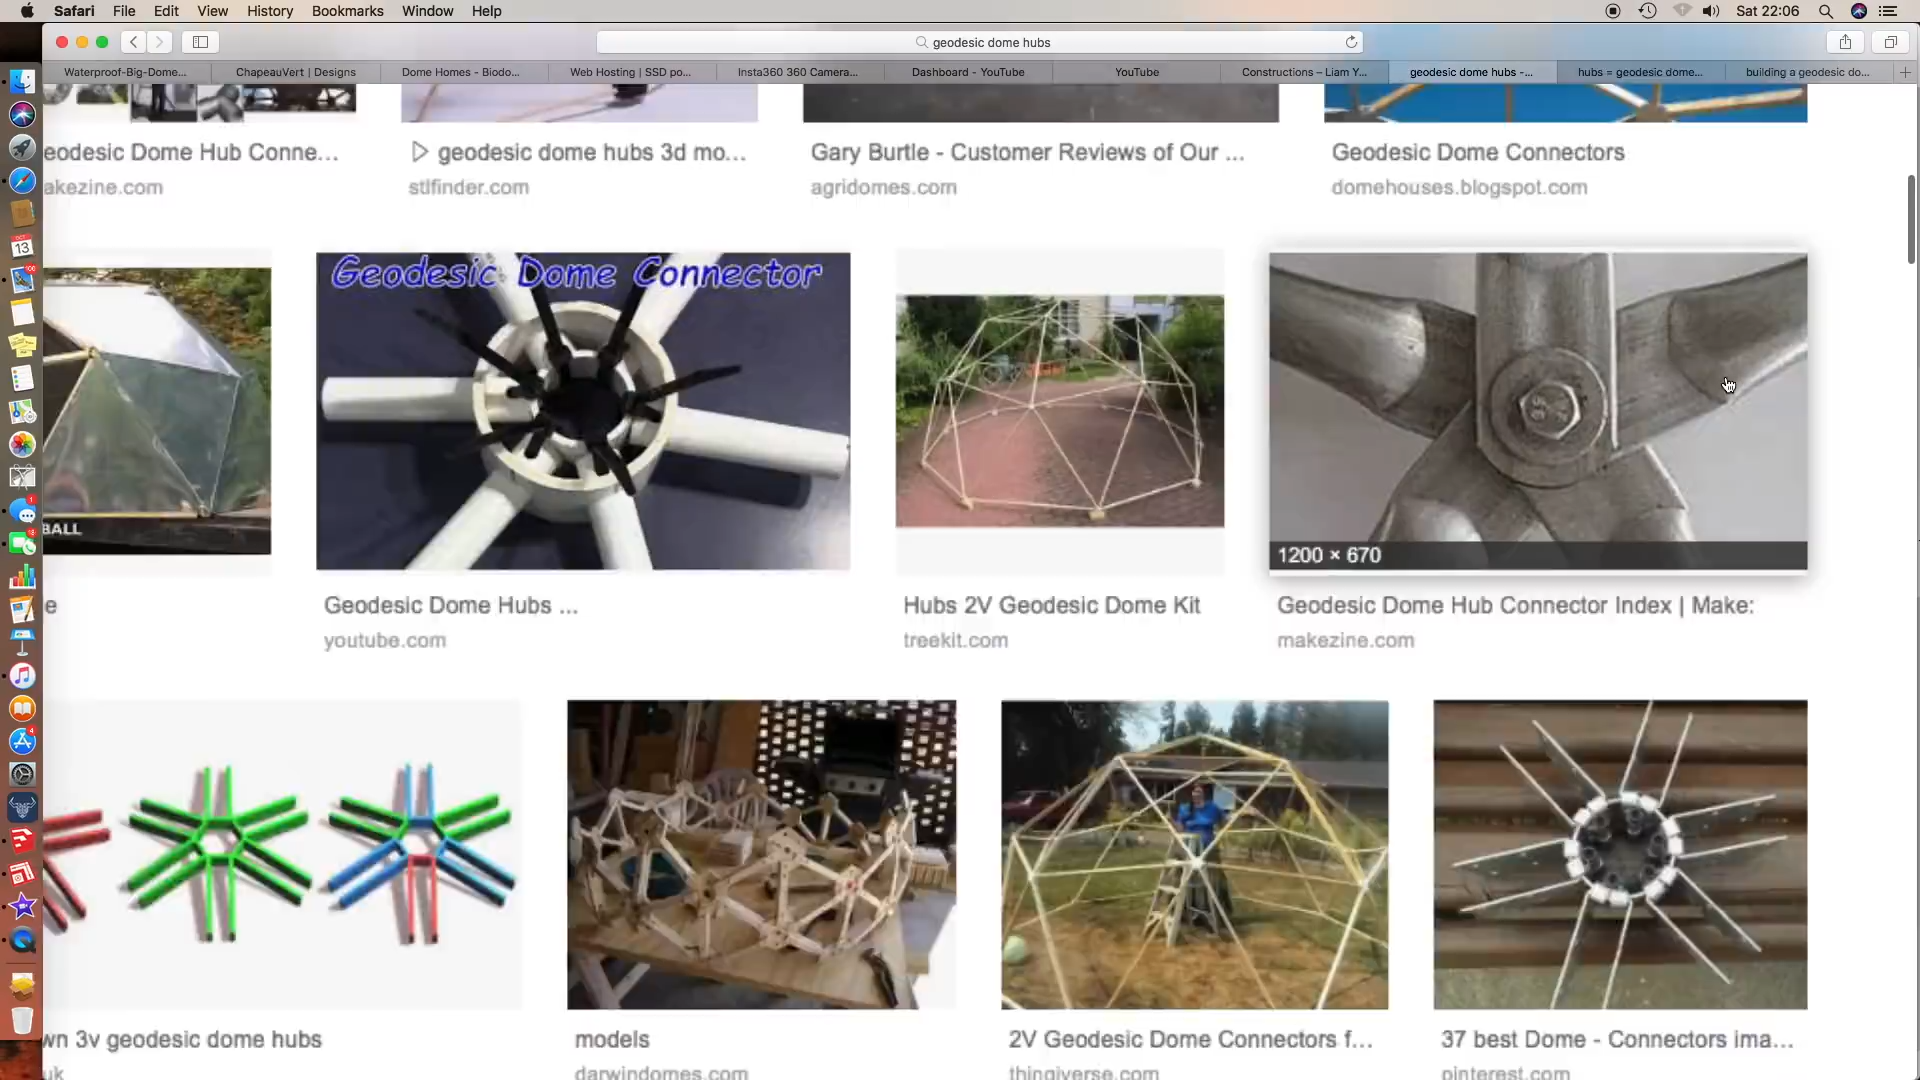 Safari File Edit View History Bookmarks Window Help Sat 22:06
geodesic dome hubs
Waterproof-Big-Dome... ChapeauVert | Designs Dome Homes - Biodo... Web Hosting | SSD po... Insta360 360 Camera... Dashboard - YouTube YouTube Constructions – Liam Y... geodesic dome hubs -... hubs = geodesic dome... building a geodesic do...
eodesic Dome Hub Conne... geodesic dome hubs 3d mo... Gary Burtle - Customer Reviews of Our ... Geodesic Dome Connectors
akezine.com stlfinder.com agridomes.com domehouses.blogspot.com
OCT
13
Geodesic Dome Connector
BALL
1200 × 670
e Geodesic Dome Hubs ... Hubs 2V Geodesic Dome Kit Geodesic Dome Hub Connector Index | Make:
youtube.com treekit.com makezine.com
wn 3v geodesic dome hubs models 2V Geodesic Dome Connectors f... 37 best Dome - Connectors ima...
uk darwindomes.com thingiverse.com pinterest.com